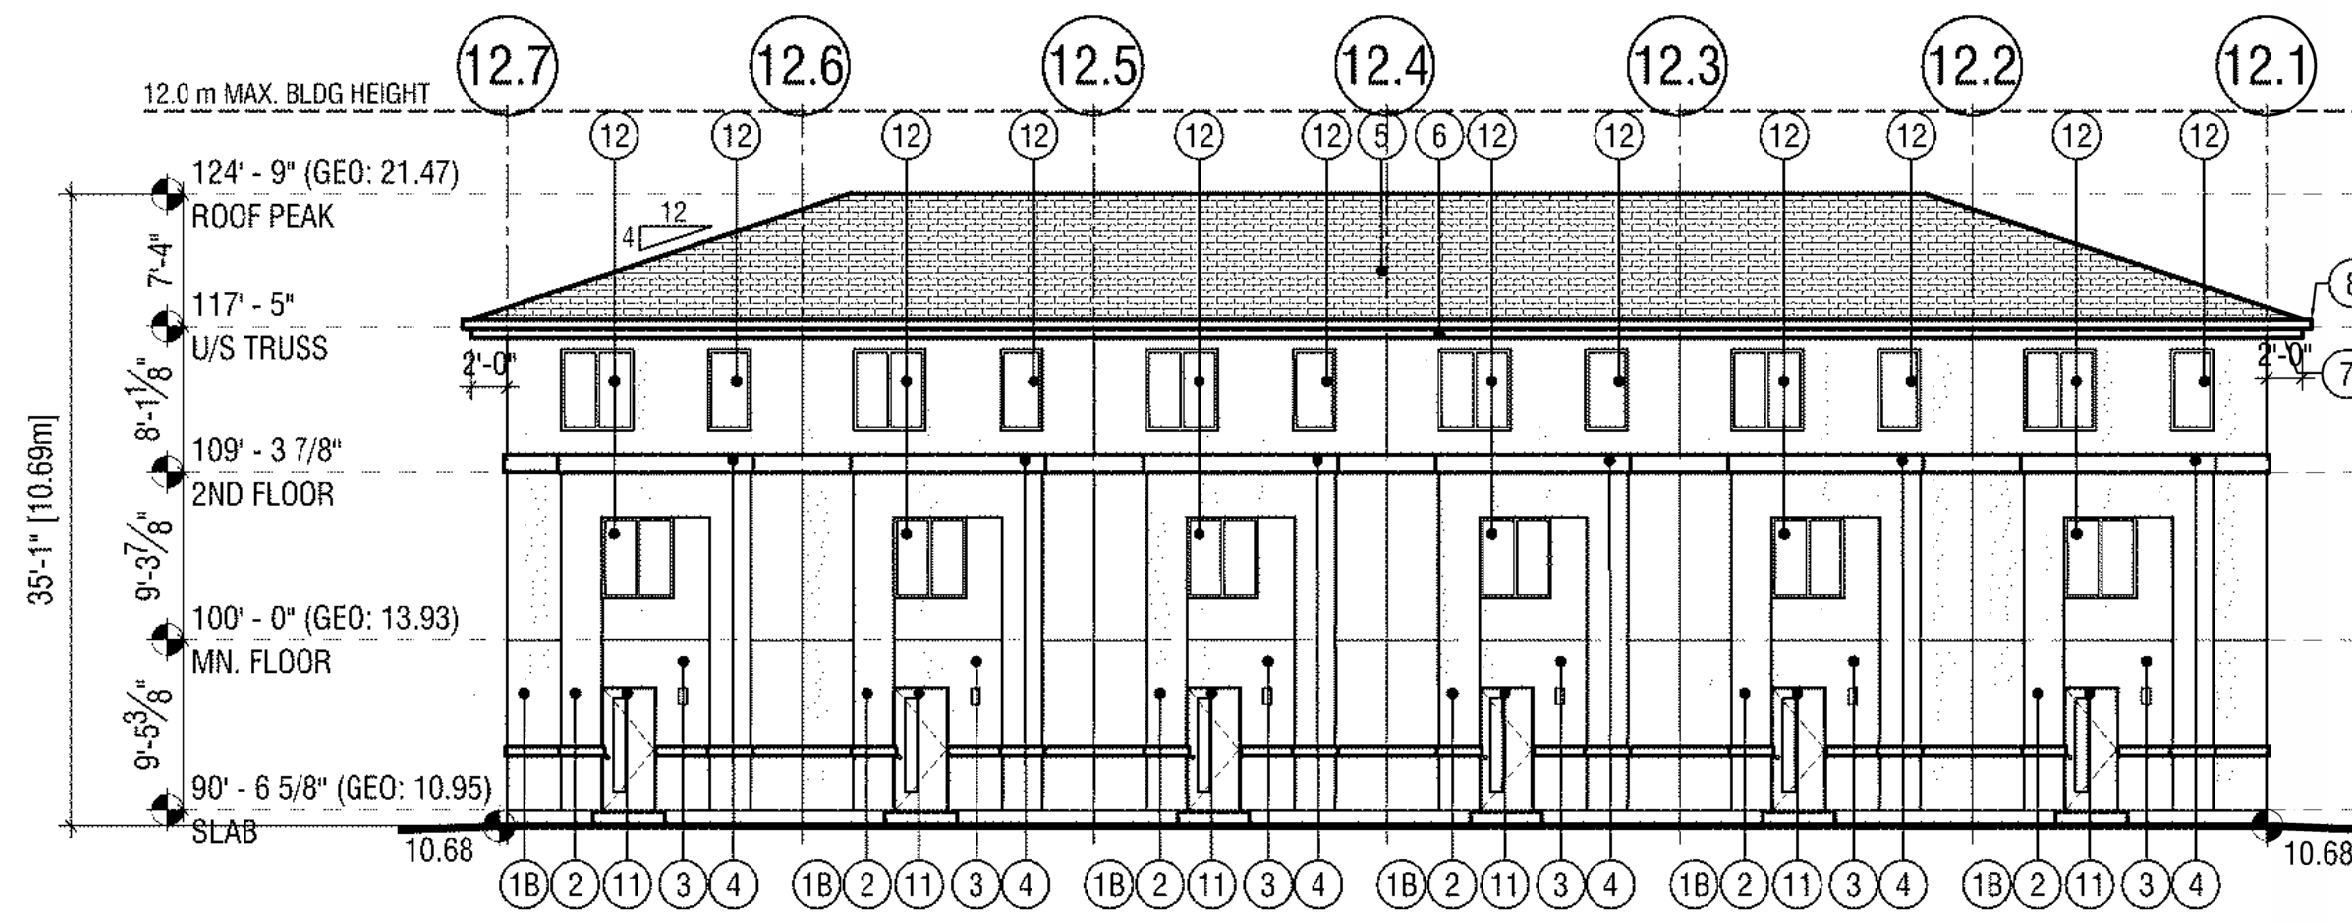 12.7 12.6 12.5 12.4 12.3 12.2 12.1
12.0 m MAX. BLDG HEIGHT
12 12 12 12 12 12 5 6 12 12 12 12 12 12
124' - 9" (GEO: 21.47)
ROOF PEAK
12
4
7'-4"
117' - 5"
U/S TRUSS
8
2'-0"
2'-0"
7
8'-1 1/8"
109' - 3 7/8"
2ND FLOOR
35'-1" [10.69m]
9'-3 7/8"
100' - 0" (GEO: 13.93)
MN. FLOOR
9'-5 3/8"
90' - 6 5/8" (GEO: 10.95)
SLAB
10.68
10.68
1B 2 11 3 4 1B 2 11 3 4 1B 2 11 3 4 1B 2 11 3 4 1B 2 11 3 4 1B 2 11 3 4